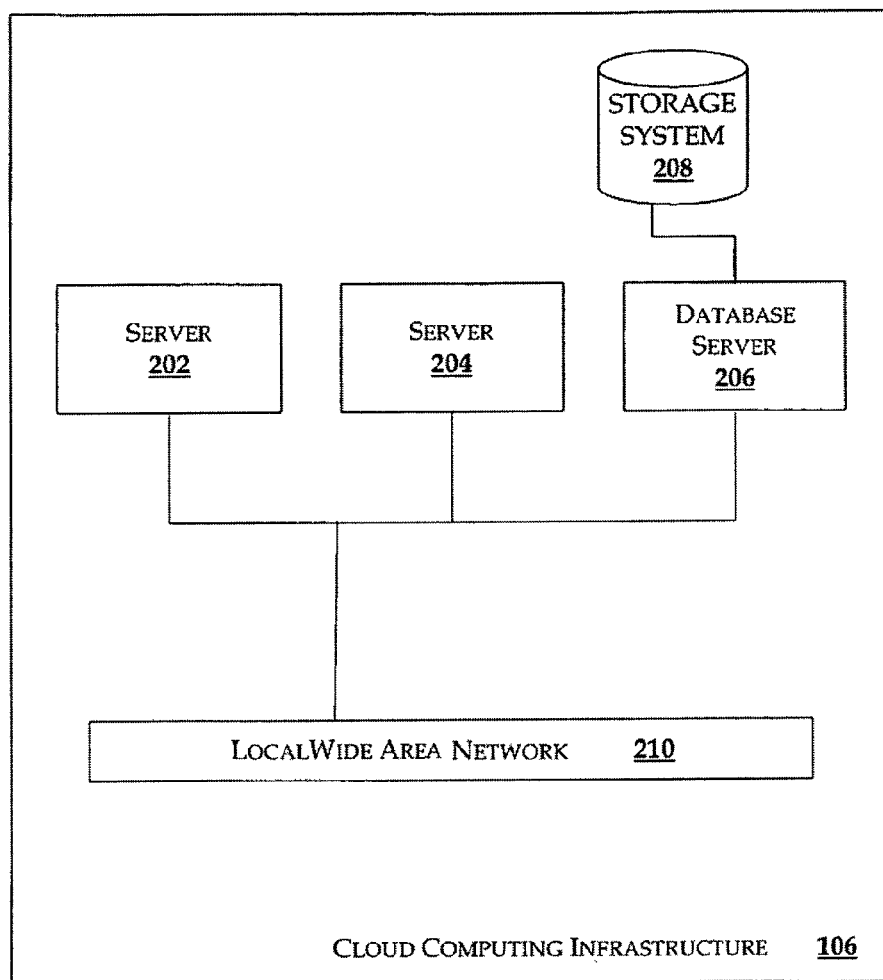 STORAGE
SYSTEM
208
SERVER
202
SERVER
204
DATABASE
SERVER
206
LOCALWIDE AREA NETWORK 210
CLOUD COMPUTING INFRASTRUCTURE 106